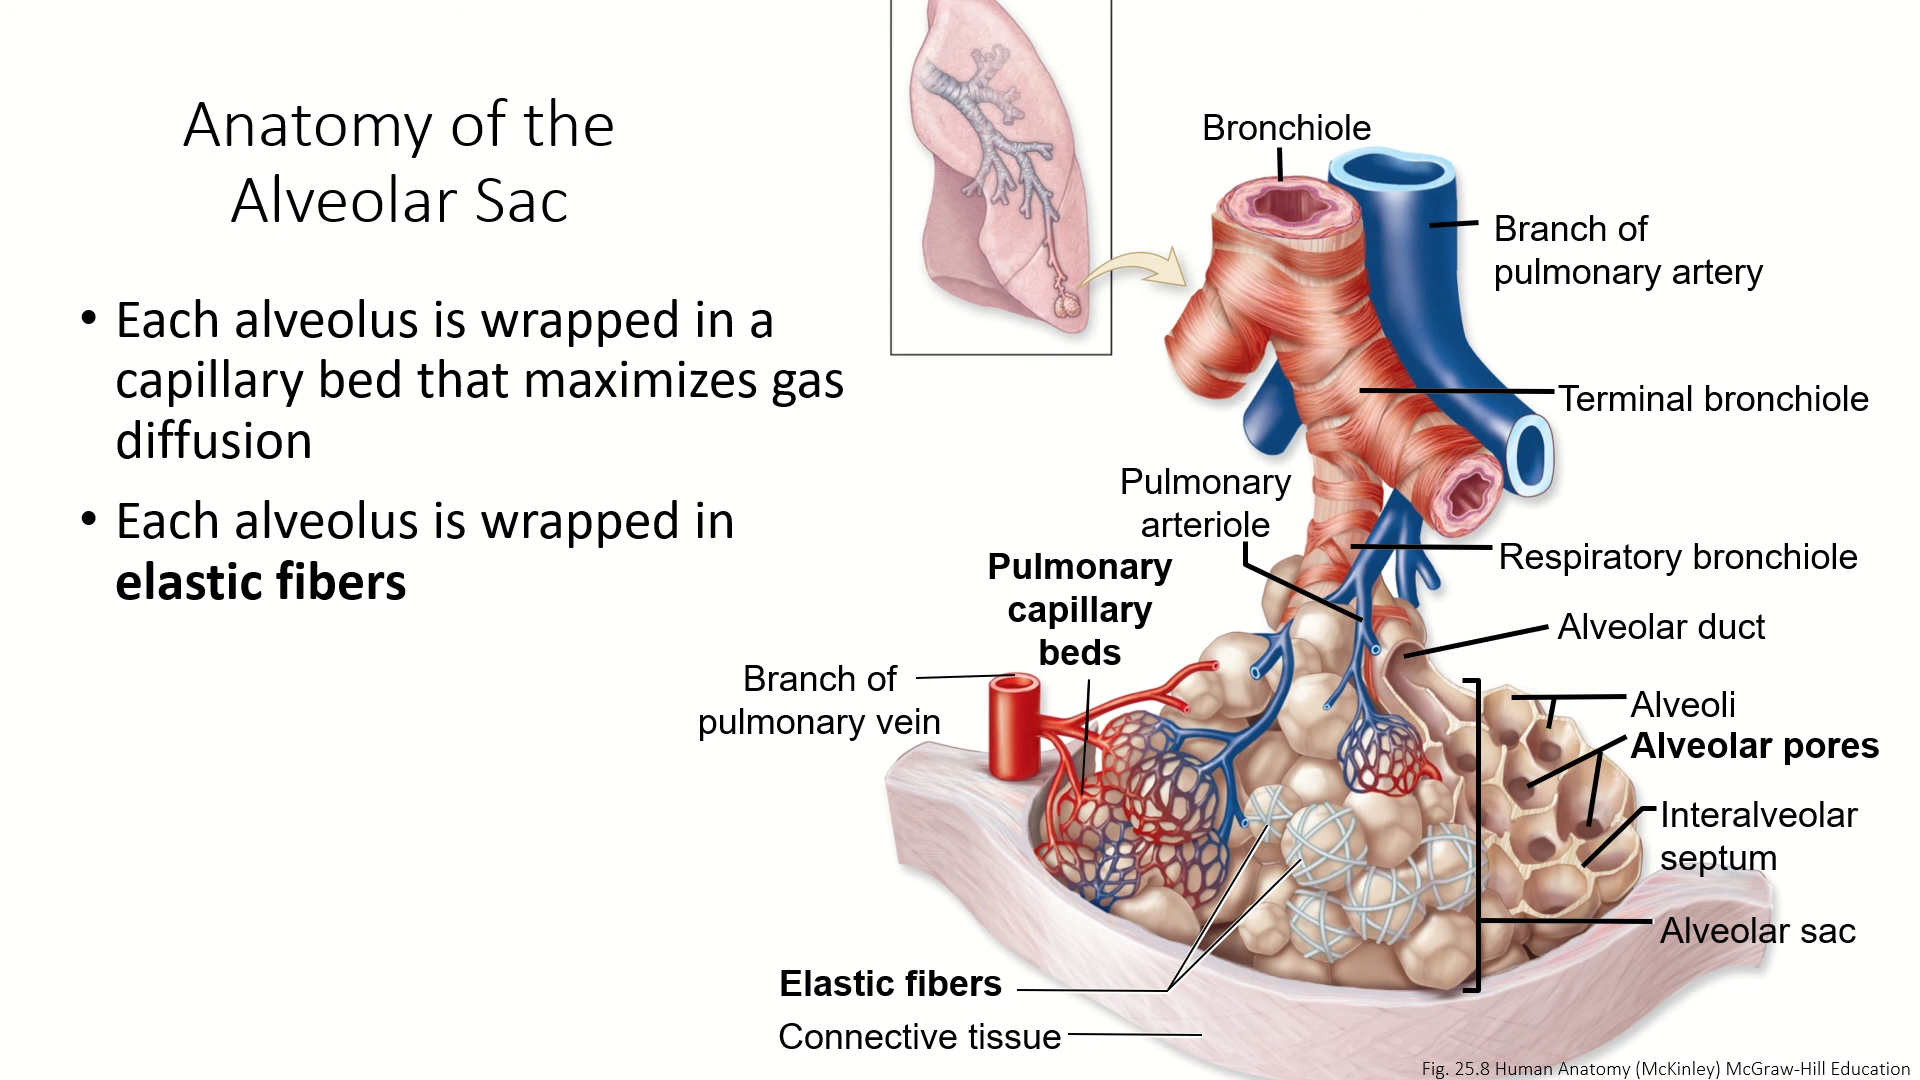 Anatomy of the
Alveolar Sac
• Each alveolus is wrapped in a
capillary bed that maximizes gas
diffusion
• Each alveolus is wrapped in
elastic fibers
Bronchiole
Branch of
pulmonary artery
Terminal bronchiole
Pulmonary
arteriole
Respiratory bronchiole
Pulmonary
capillary
beds
Alveolar duct
Branch of
pulmonary vein
Alveoli
Alveolar pores
Interalveolar
septum
Alveolar sac
Elastic fibers
Connective tissue
Fig. 25.8 Human Anatomy (McKinley) McGraw-Hill Education